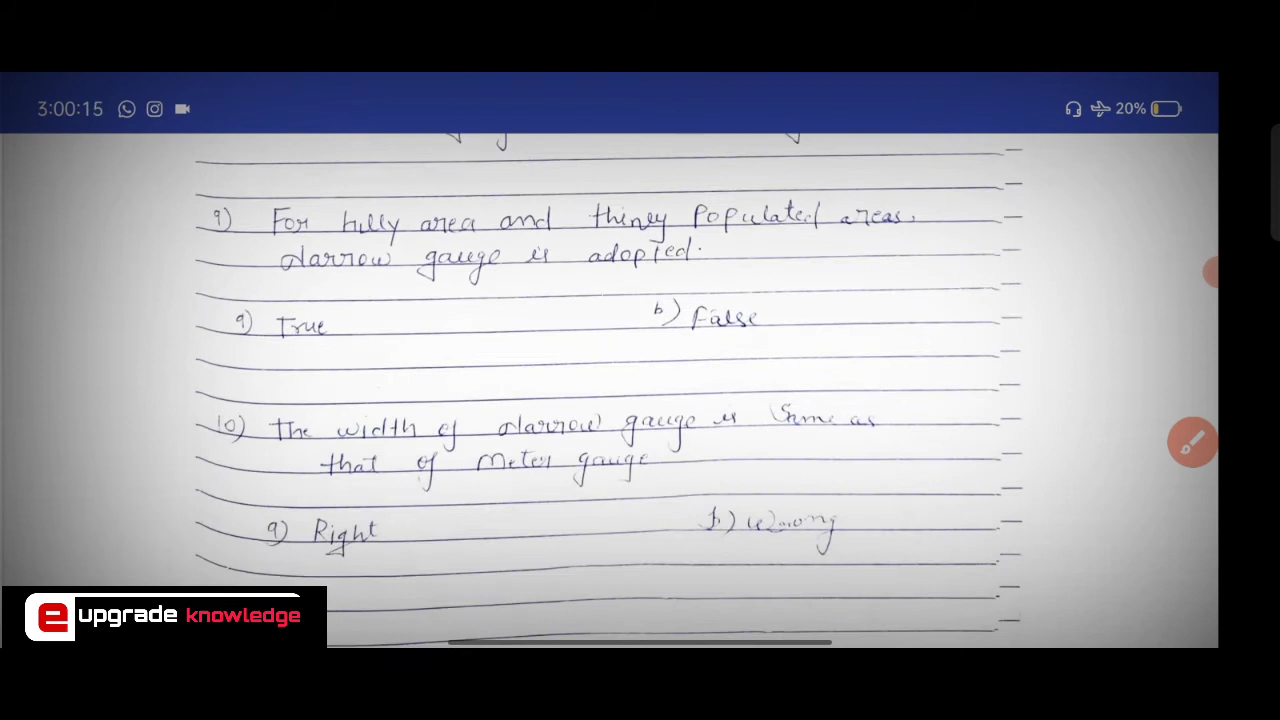 3:00:15 20%
9) For hilly area and thinly populated areas,
Narrow gauge is adopted.
a) True b) False
10) The width of Narrow gauge is Same as
that of Meter gauge
a) Right b) Wrong
e upgrade knowledge